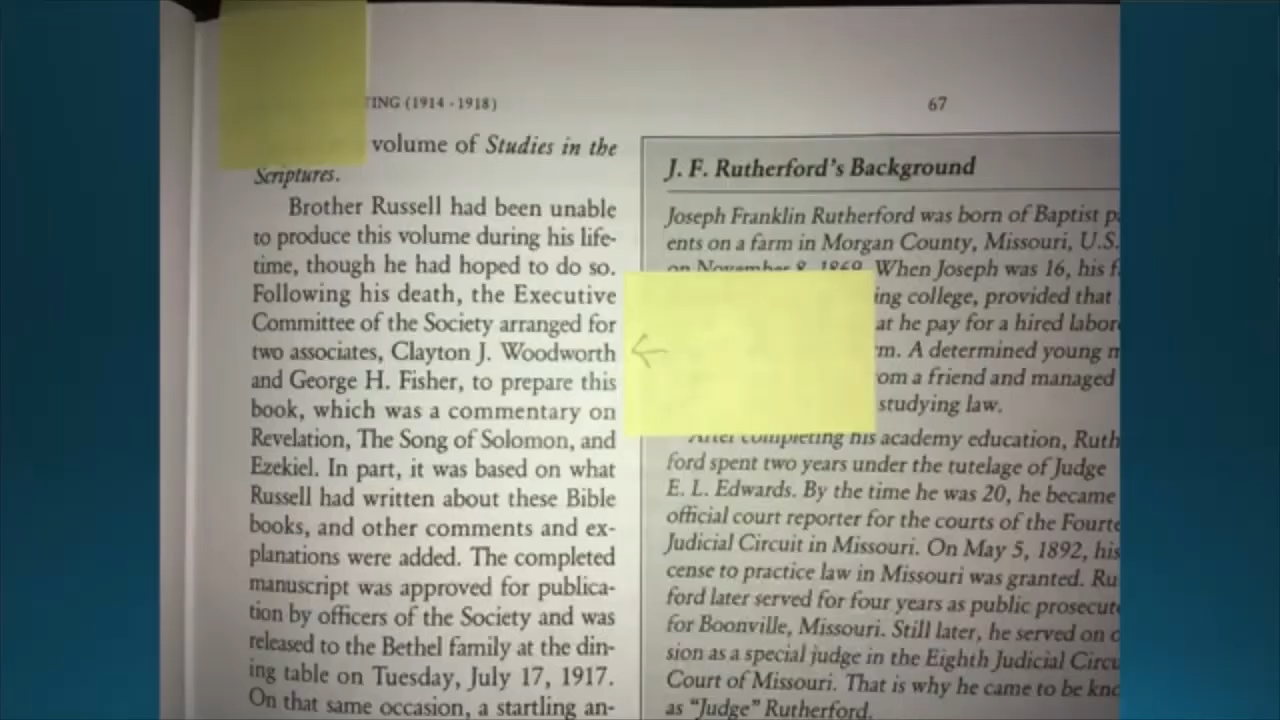 TING (1914-1918)
67
volume of Studies in the
Scriptures.
Brother Russell had been unable
to produce this volume during his life-
time, though he had hoped to do so.
Following his death, the Executive
Committee of the Society arranged for
two associates, Clayton J. Woodworth
and George H. Fisher, to prepare this
book, which was a commentary on
Revelation, The Song of Solomon, and
Ezekiel. In part, it was based on what
Russell had written about these Bible
books, and other comments and ex-
planations were added. The completed
manuscript was approved for publica-
tion by officers of the Society and was
released to the Bethel family at the din-
ing table on Tuesday, July 17, 1917.
On that same occasion, a startling an-
J. F. Rutherford's Background
Joseph Franklin Rutherford was born of Baptist p
ents on a farm in Morgan County, Missouri, U.S.
on November 8, 1869. When Joseph was 16, his f
ing college, provided that
at he pay for a hired labor
m. A determined young m
om a friend and managed
studying law.
After completing his academy education, Ruth
ford spent two years under the tutelage of Judge
E. L. Edwards. By the time he was 20, he became
official court reporter for the courts of the Fourte
Judicial Circuit in Missouri. On May 5, 1892, his
cense to practice law in Missouri was granted. Ru
ford later served for four years as public prosecut
for Boonville, Missouri. Still later, he served on o
sion as a special judge in the Eighth Judicial Circu
Court of Missouri. That is why he came to be kno
as "Judge" Rutherford.